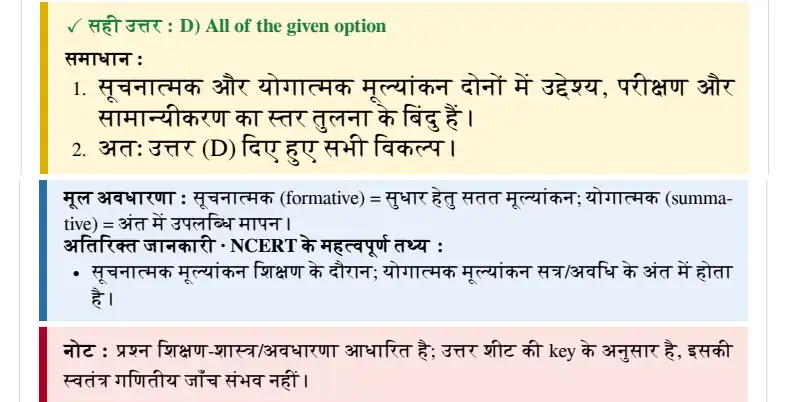 ✓ सही उत्तर : D) All of the given option
समाधान :
1. सूचनात्मक और योगात्मक मूल्यांकन दोनों में उद्देश्य, परीक्षण और
सामान्यीकरण का स्तर तुलना के बिंदु हैं।
2. अतः उत्तर (D) दिए हुए सभी विकल्प।
मूल अवधारणा : सूचनात्मक (formative) = सुधार हेतु सतत मूल्यांकन; योगात्मक (summa-
tive) = अंत में उपलब्धि मापन।
अतिरिक्त जानकारी · NCERT के महत्वपूर्ण तथ्य :
• सूचनात्मक मूल्यांकन शिक्षण के दौरान; योगात्मक मूल्यांकन सत्र/अवधि के अंत में होता
है।
नोट : प्रश्न शिक्षण-शास्त्र/अवधारणा आधारित है; उत्तर शीट की key के अनुसार है, इसकी
स्वतंत्र गणितीय जाँच संभव नहीं।